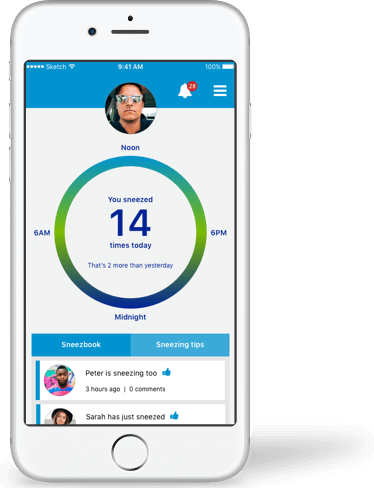 Sketch 9:41 AM 100%
28
Noon
You sneezed
14
6AM 6PM
times today
That's 2 more than yesterday
Midnight
Sneezbook Sneezing tips
Peter is sneezing too
3 hours ago | 0 comments
Sarah has just sneezed